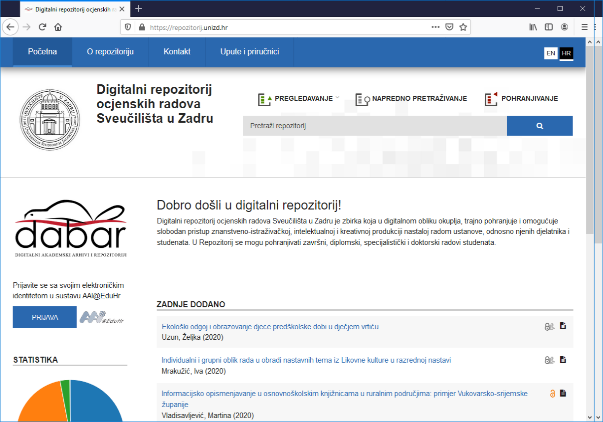 Digitalni repozitorij ocjenskih
https://repozitorij.unizd.hr
Početna O repozitoriju Kontakt Upute i priručnici
EN HR
Digitalni repozitorij
ocjenskih radova
Sveučilišta u Zadru
PREGLEDAVANJE NAPREDNO PRETRAŽIVANJE POHRANJIVANJE
Pretraži repozitorij
dabar
DIGITALNI AKADEMSKI ARHIVI I REPOZITORIJI
Dobro došli u digitalni repozitorij!
Digitalni repozitorij ocjenskih radova Sveučilišta u Zadru je zbirka koja u digitalnom obliku okuplja, trajno pohranjuje i omogućuje
slobodan pristup znanstveno-istraživačkoj, intelektualnoj i kreativnoj produkciji nastaloj radom ustanove, odnosno njenih djelatnika i
studenata. U Repozitorij se mogu pohranjivati završni, diplomski, specijalistički i doktorski radovi studenata.
Prijavite se sa svojim elektroničkim
identitetom u sustavu AAI@EduHr
PRIJAVA
AAI@EduHr
STATISTIKA
ZADNJE DODANO
Ekološki odgoj i obrazovanje djece predškolske dobi u dječjem vrtiću
Uzun, Željka (2020)
Individualni i grupni oblik rada u obradi nastavnih tema iz Likovne kulture u razrednoj nastavi
Mrakužić, Iva (2020)
Informacijsko opismenjavanje u osnovnoškolskim knjižnicama u ruralnim područjima: primjer Vukovarsko-srijemske
županije
Vladisavljević, Martina (2020)